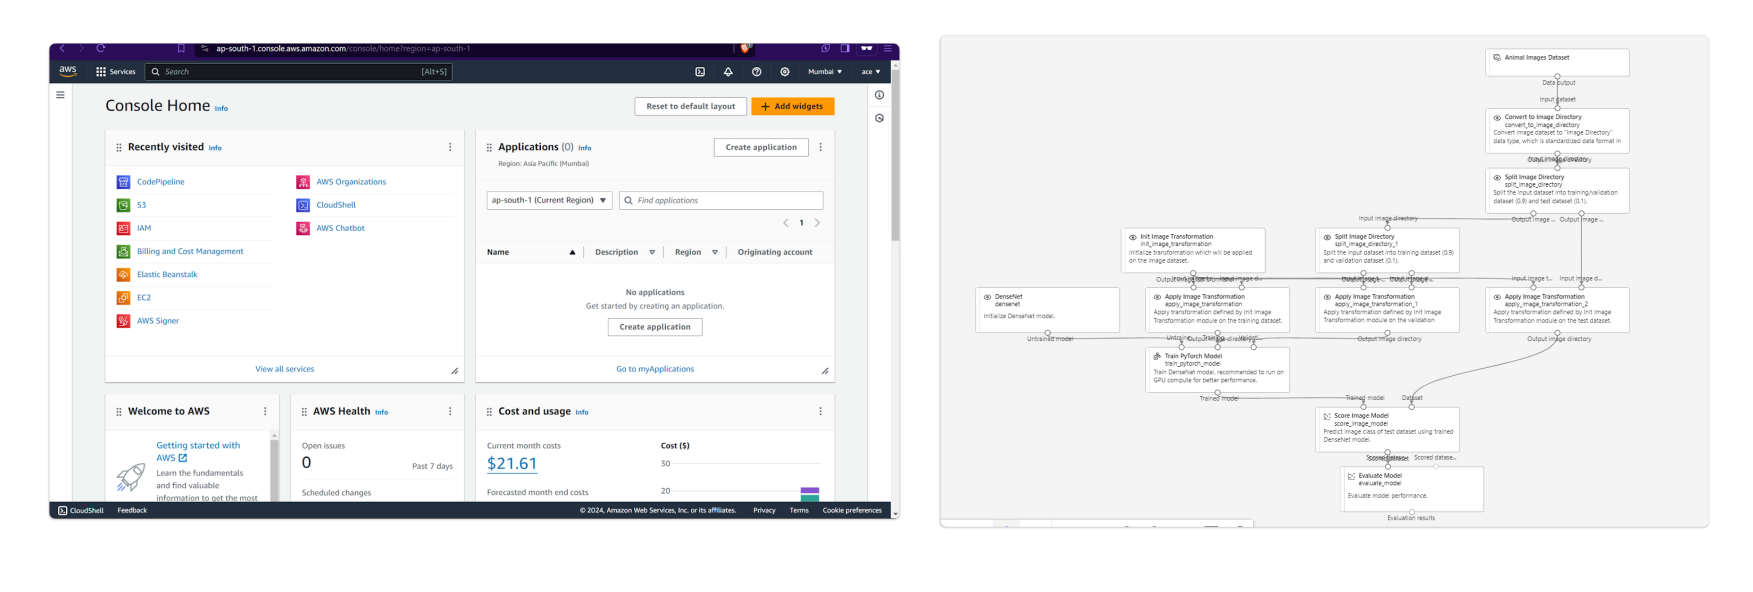 ap-south-1.console.aws.amazon.com/console/home?region=ap-south-1
aws
Services
Search
[Alt+S]
Mumbai
ace
Console Home Info
Reset to default layout
+ Add widgets
Recently visited Info
CodePipeline
S3
IAM
Billing and Cost Management
Elastic Beanstalk
EC2
AWS Signer
AWS Organizations
CloudShell
AWS Chatbot
View all services
Applications (0) Info
Region: Asia Pacific (Mumbai)
Create application
ap-south-1 (Current Region)
Find applications
1
Name
Description
Region
Originating account
No applications
Get started by creating an application.
Create application
Go to myApplications
Welcome to AWS
Getting started with
AWS
Learn the fundamentals
and find valuable
information to get the most
AWS Health Info
Open issues
0
Past 7 days
Scheduled changes
Cost and usage Info
Current month costs
$21.61
Forecasted month end costs
Cost ($)
30
20
CloudShell
Feedback
© 2024, Amazon Web Services, Inc. or its affiliates.
Privacy
Terms
Cookie preferences
Animal Images Dataset
Data output
Input dataset
Convert to Image Directory
convert_to_image_directory
Convert image dataset to "Image Directory"
data type, which is standardized data format in
Split Image Directory
split_image_directory
Split the input dataset into training/validation
dataset (0.9) and test dataset (0.1).
Output image ...
Output image ...
Input image directory
Init Image Transformation
init_image_transformation
Initialize transformation which will be applied
on the image dataset.
Split Image Directory
split_image_directory_1
Split the input dataset into training dataset (0.9)
and validation dataset (0.1).
Input image t...
Input image d...
DenseNet
densenet
Initialize DenseNet model.
Apply Image Transformation
apply_image_transformation
Apply transformation defined by Init Image
Transformation module on the training dataset.
Apply Image Transformation
apply_image_transformation_1
Apply transformation defined by Init Image
Transformation module on the validation
Apply Image Transformation
apply_image_transformation_2
Apply transformation defined by Init Image
Transformation module on the test dataset.
Untrained model
Output image directory
Output image directory
Train PyTorch Model
train_pytorch_model
Train DenseNet model, recommended to run on
GPU compute for better performance.
Trained model
Trained model
Dataset
Score Image Model
score_image_model
Predict image class of test dataset using trained
DenseNet model.
Scored datase...
Evaluate Model
evaluate_model
Evaluate model performance.
Evaluation results